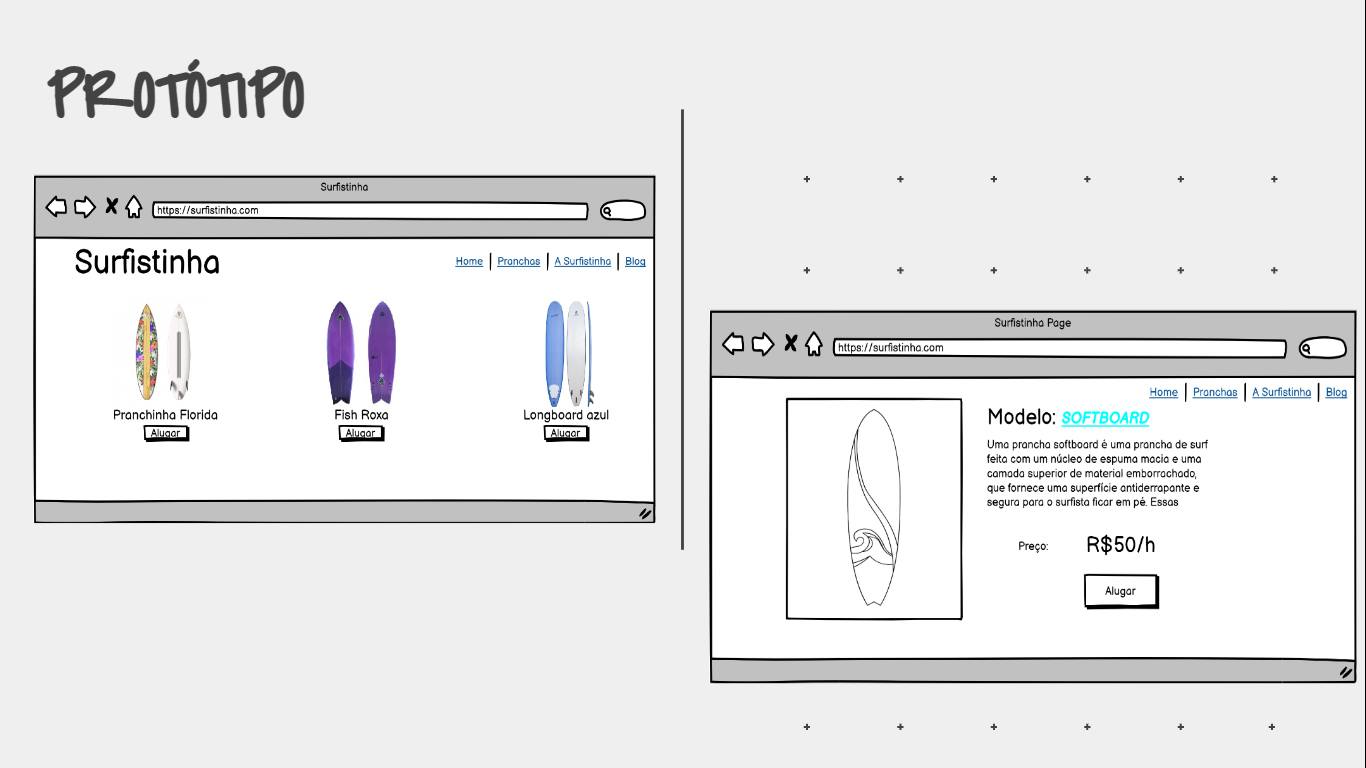 PROTÓTIPO
Surfistinha
https://surfistinha.com
Surfistinha
Home | Pranchas | A Surfistinha | Blog
Pranchinha Florida
Fish Roxa
Longboard azul
Alugar
Alugar
Alugar
Surfistinha Page
https://surfistinha.com
Home | Pranchas | A Surfistinha | Blog
Modelo: SOFTBOARD
Uma prancha softboard é uma prancha de surf
feita com um núcleo de espuma macia e uma
camada superior de material emborrachado,
que fornece uma superfície antiderrapante e
segura para o surfista ficar em pé. Essas
Preço: R$50/h
Alugar